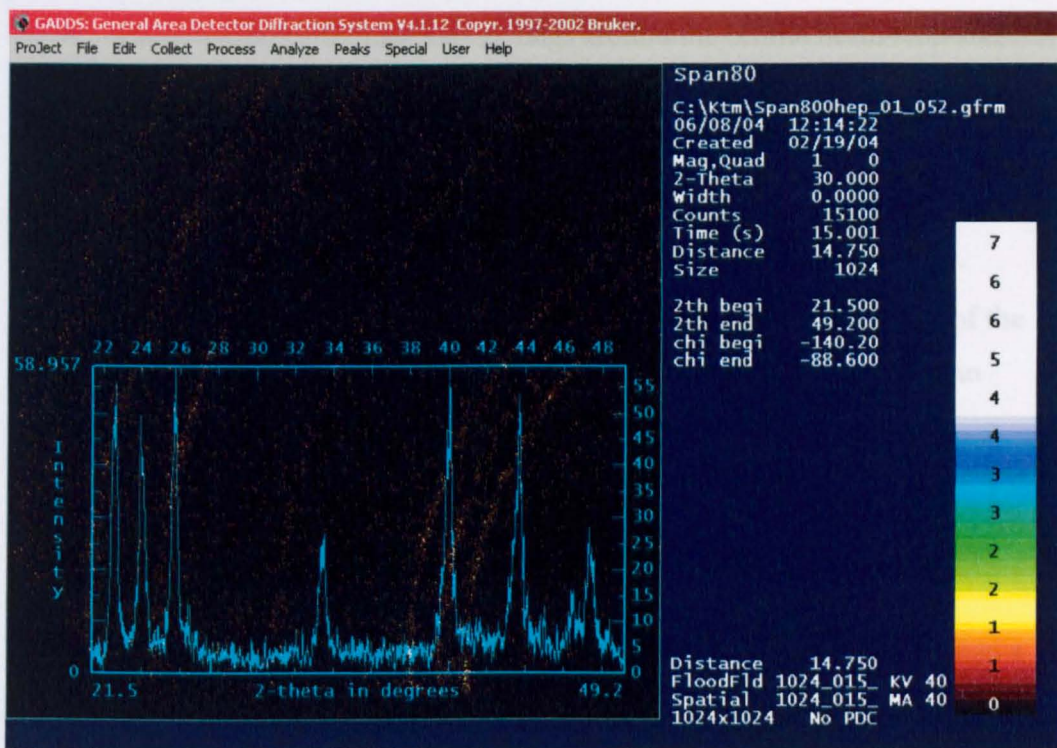 GADDS: General Area Detector Diffraction System V4.1.12 Copyr. 1997-2002 Bruker.
ProJect File Edit Collect Process Analyze Peaks Special User Help
Span80
C:\Ktm\Span800hep_01_052.gfrm
06/08/04 12:14:22
Created 02/19/04
Mag,Quad 1 0
2-Theta 30.000
Width 0.0000
Counts 15100
Time (s) 15.001
Distance 14.750
Size 1024
2th begi 21.500
2th end 49.200
chi begi -140.20
chi end -88.600
22 24 26 28 30 32 34 36 38 40 42 44 46 48
58.957
55
50
45
40
35
30
25
20
15
10
5
0
Intensity
0
21.5 2-theta in degrees 49.2
7
6
6
5
4
4
3
3
2
2
1
1
0
Distance 14.750
FloodFld 1024_015_ KV 40
Spatial 1024_015_ MA 40
1024x1024 No PDC